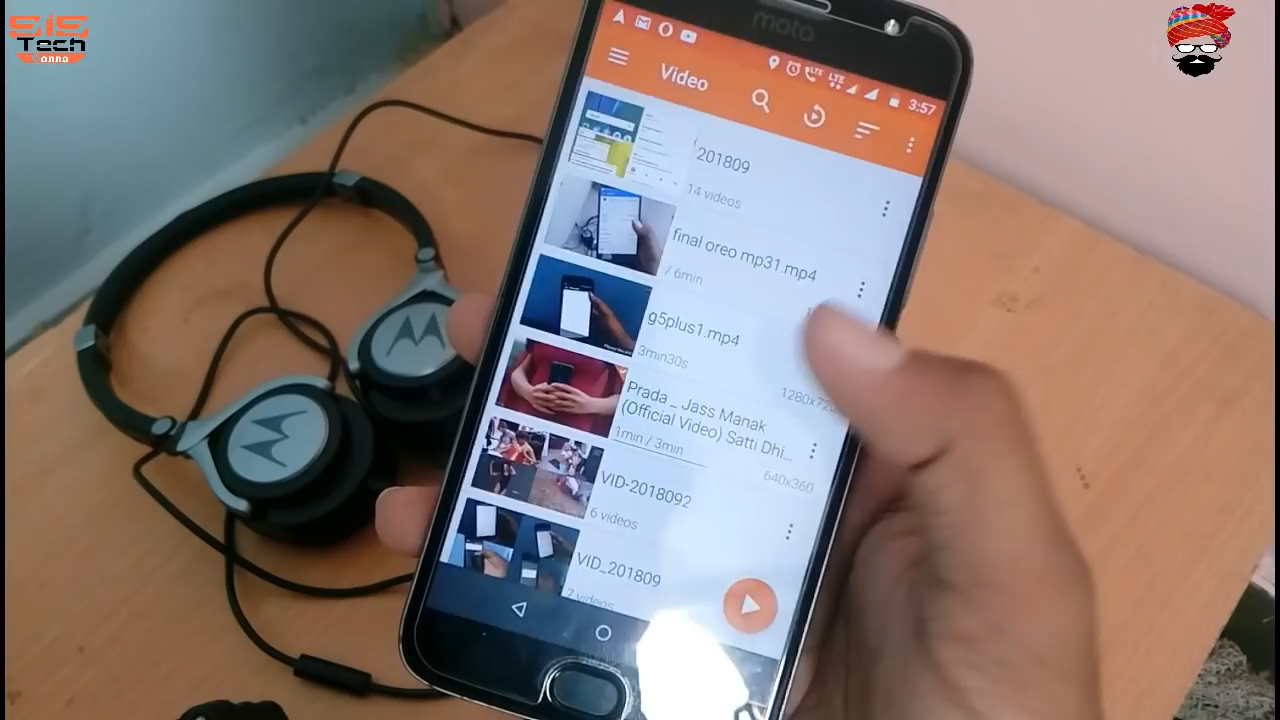 SIS
Tech
moto
3:57
Video
201809
14 videos
final oreo mp31.mp4
/ 6min
g5plus1.mp4
3min30s
1280x720
Prada _ Jass Manak
(Official Video) Satti Dhi...
1min / 3min
640x360
VID-2018092
6 videos
VID_201809
7 videos